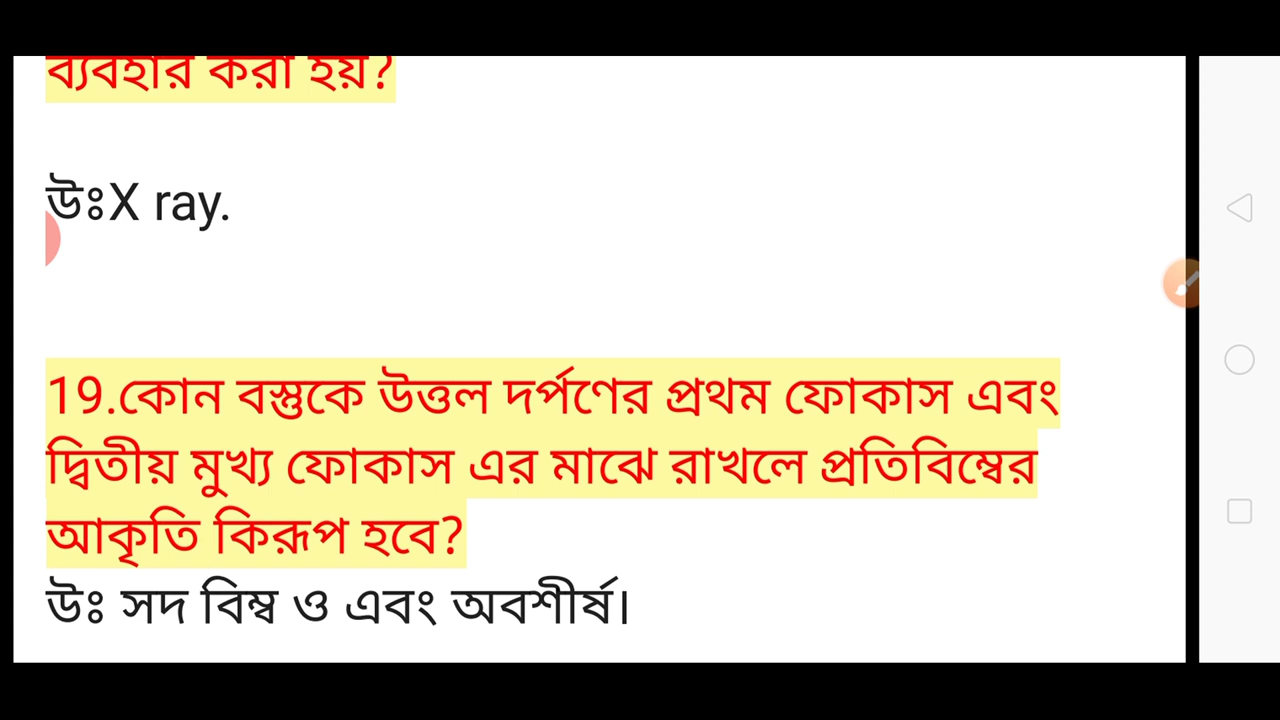 ব্যবহার করা হয়?
উঃX ray.
19.কোন বস্তুকে উত্তল দর্পণের প্রথম ফোকাস এবং
দ্বিতীয় মুখ্য ফোকাস এর মাঝে রাখলে প্রতিবিম্বের
আকৃতি কিরূপ হবে?
উঃ সদ বিম্ব ও এবং অবশীর্ষ।